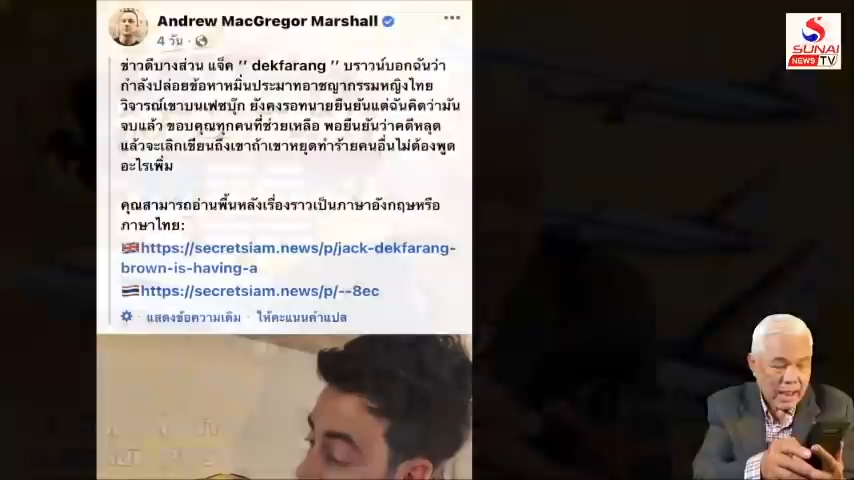 Andrew MacGregor Marshall
4 วัน ·
SUNAI
NEWS TV
ข่าวดีบางส่วน แจ็ค ’’ dekfarang ’’ บราวน์บอกฉันว่า
กำลังปล่อยข้อหาหมิ่นประมาทอาชญากรรมหญิงไทย
วิจารณ์เขาบนเฟซบุ๊ก ยังคงรอทนายยืนยันแต่ฉันคิดว่ามัน
จบแล้ว ขอบคุณทุกคนที่ช่วยเหลือ พอยืนยันว่าคดีหลุด
แล้วจะเลิกเขียนถึงเขาถ้าเขาหยุดทำร้ายคนอื่นไม่ต้องพูด
อะไรเพิ่ม
คุณสามารถอ่านพื้นหลังเรื่องราวเป็นภาษาอังกฤษหรือ
ภาษาไทย:
https://secretsiam.news/p/jack-dekfarang-
brown-is-having-a
https://secretsiam.news/p/--8ec
· แสดงข้อความเดิม · ให้คะแนนคำแปล